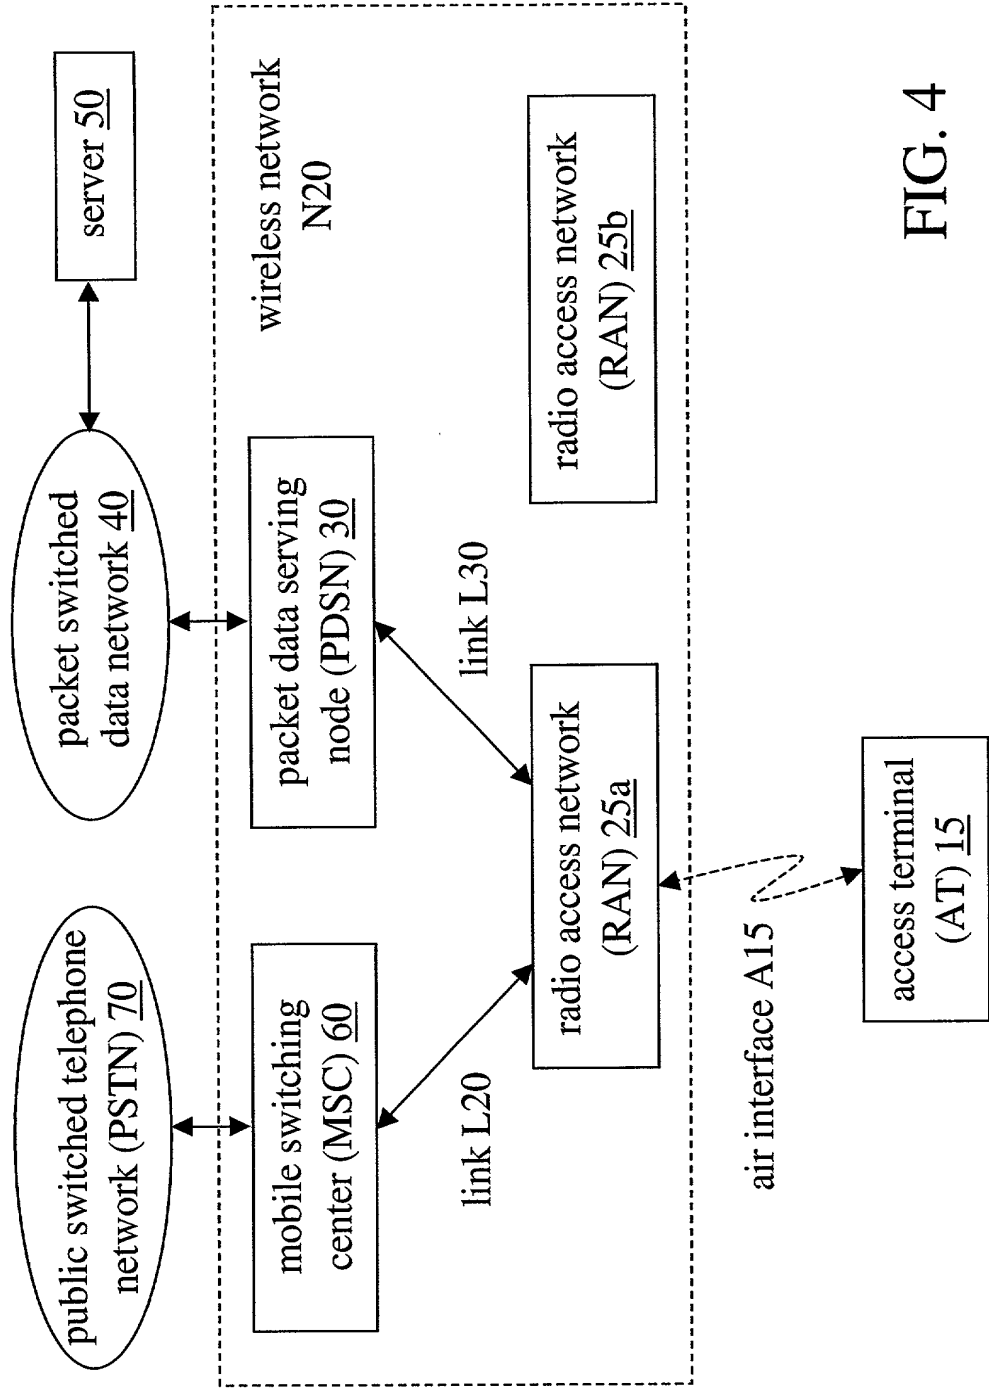 public switched telephone
network (PSTN) 70
packet switched
data network 40
server 50
mobile switching
center (MSC) 60
packet data serving
node (PDSN) 30
wireless network
N20
link L20
link L30
radio access network
(RAN) 25a
radio access network
(RAN) 25b
air interface A15
access terminal
(AT) 15
FIG. 4